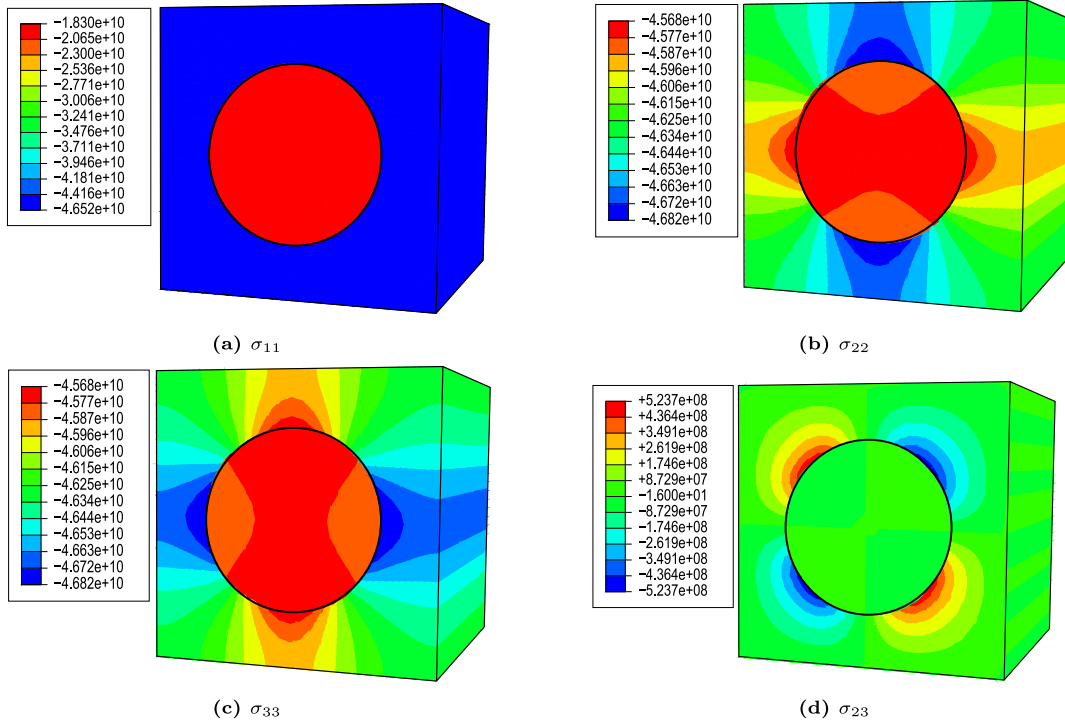 −1.830e+10
−2.065e+10
−2.300e+10
−2.536e+10
−2.771e+10
−3.006e+10
−3.241e+10
−3.476e+10
−3.711e+10
−3.946e+10
−4.181e+10
−4.416e+10
−4.652e+10
(a) σ11
−4.568e+10
−4.577e+10
−4.587e+10
−4.596e+10
−4.606e+10
−4.615e+10
−4.625e+10
−4.634e+10
−4.644e+10
−4.653e+10
−4.663e+10
−4.672e+10
−4.682e+10
(b) σ22
−4.568e+10
−4.577e+10
−4.587e+10
−4.596e+10
−4.606e+10
−4.615e+10
−4.625e+10
−4.634e+10
−4.644e+10
−4.653e+10
−4.663e+10
−4.672e+10
−4.682e+10
(c) σ33
+5.237e+08
+4.364e+08
+3.491e+08
+2.619e+08
+1.746e+08
+8.729e+07
−1.600e+01
−8.729e+07
−1.746e+08
−2.619e+08
−3.491e+08
−4.364e+08
−5.237e+08
(d) σ23